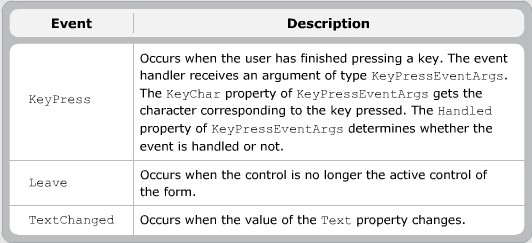 Event Description
Occurs when the user has finished pressing a key. The event
handler receives an argument of type KeyPressEventArgs.
The KeyChar property of KeyPressEventArgs gets the
KeyPress character corresponding to the key pressed. The Handled
property of KeyPressEventArgs determines whether the
event is handled or not.
Leave Occurs when the control is no longer the active control of
the form.
TextChanged Occurs when the value of the Text property changes.